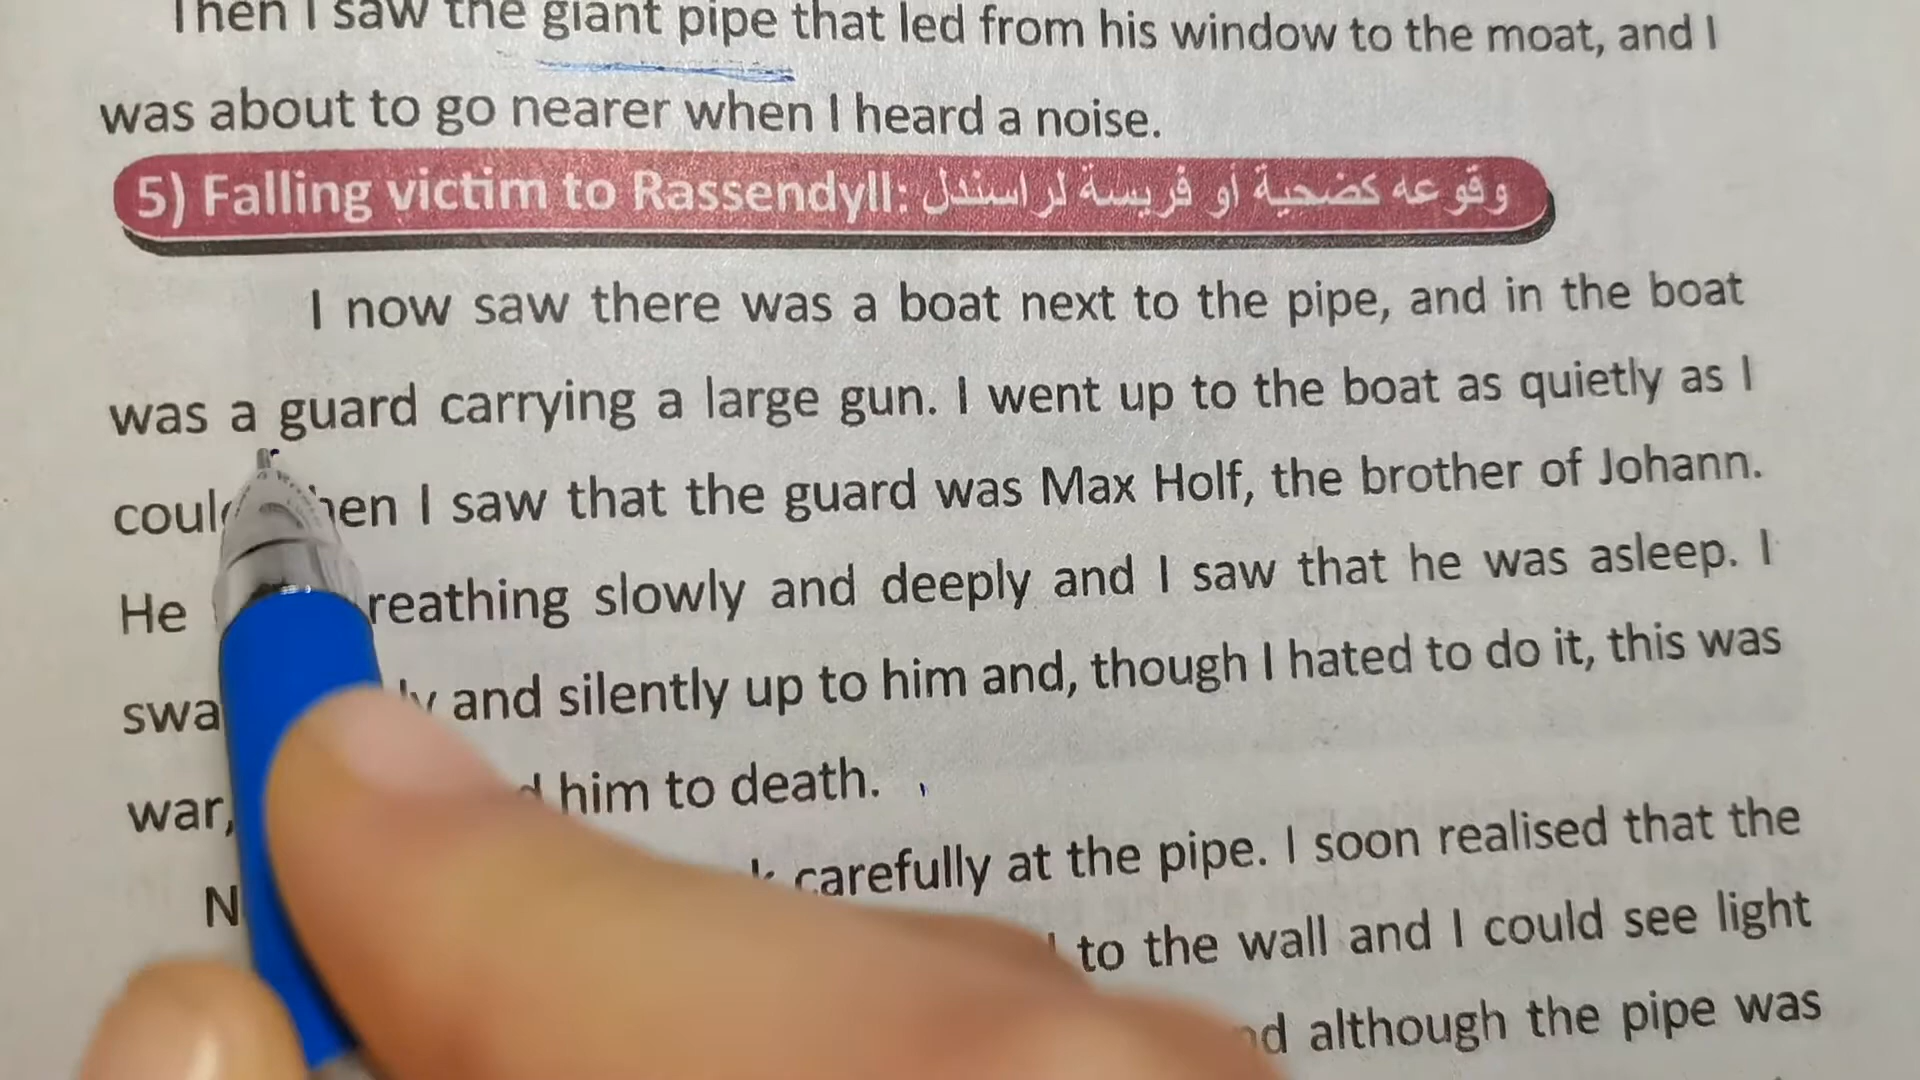 Then I saw the giant pipe that led from his window to the moat, and I
was about to go nearer when I heard a noise.
5) Falling victim to Rassendyll: وقوعه كضحية أو فريسة لراسندل
I now saw there was a boat next to the pipe, and in the boat
was a guard carrying a large gun. I went up to the boat as quietly as I
I saw that the guard was Max Holf, the brother of Johann.
He slowly and deeply and I saw that he was asleep. I
and silently up to him and, though I hated to do it, this was
war, him to death.
carefully at the pipe. I soon realised that the
to the wall and I could see light
although the pipe was